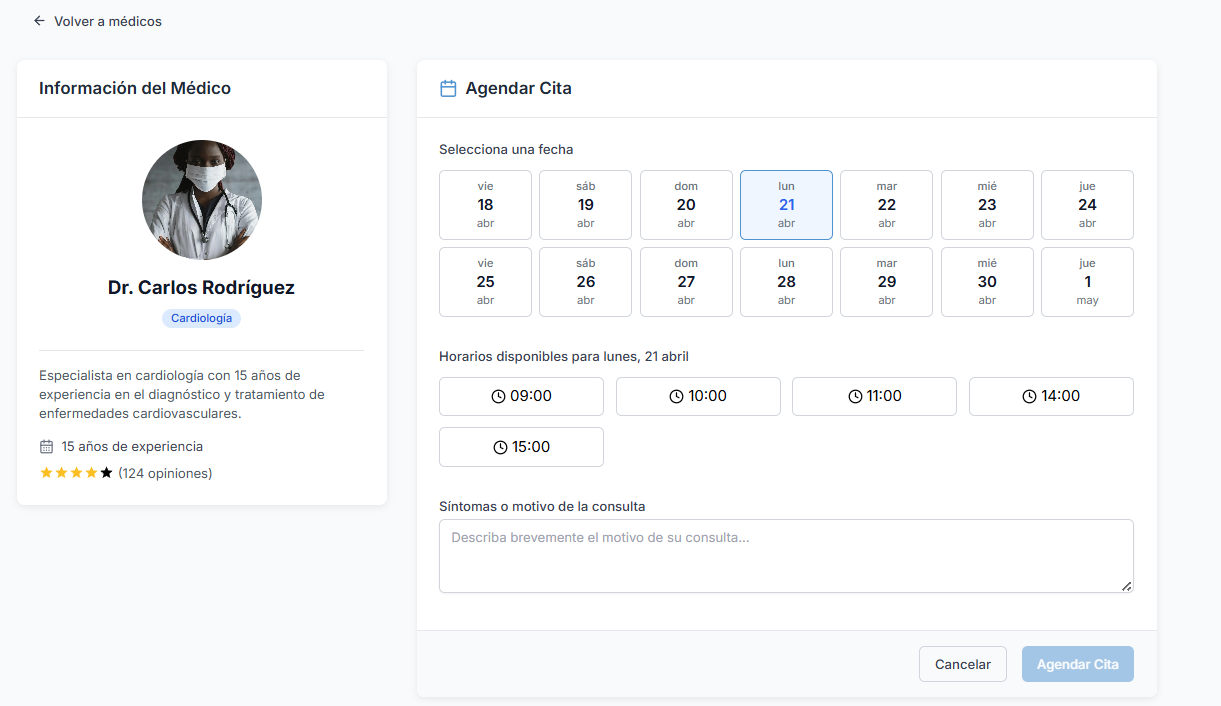 Volver a médicos
Información del Médico
Dr. Carlos Rodríguez
Cardiología
Especialista en cardiología con 15 años de
experiencia en el diagnóstico y tratamiento de
enfermedades cardiovasculares.
15 años de experiencia
(124 opiniones)
Agendar Cita
Selecciona una fecha
vie sáb dom lun mar mié jue
18 19 20 21 22 23 24
abr abr abr abr abr abr abr
vie sáb dom lun mar mié jue
25 26 27 28 29 30 1
abr abr abr abr abr abr may
Horarios disponibles para lunes, 21 abril
09:00 10:00 11:00 14:00
15:00
Síntomas o motivo de la consulta
Describa brevemente el motivo de su consulta...
Cancelar Agendar Cita